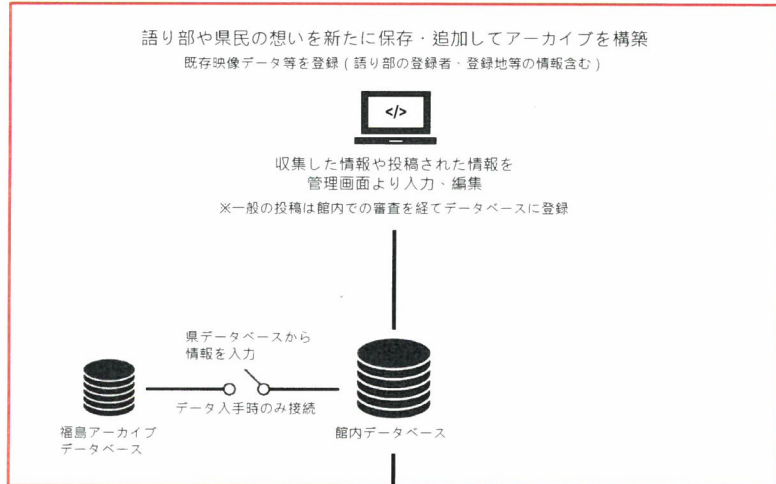 語り部や県民の想いを新たに保存・追加してアーカイブを構築
既存映像データ等を登録(語り部の登録者・登録地等の情報含む)
</>
収集した情報や投稿された情報を
管理画面より入力、編集
※一般の投稿は館内での審査を経てデータベースに登録
県データベースから
情報を入力
データ入手時のみ接続
福島アーカイブ
データベース
館内データベース